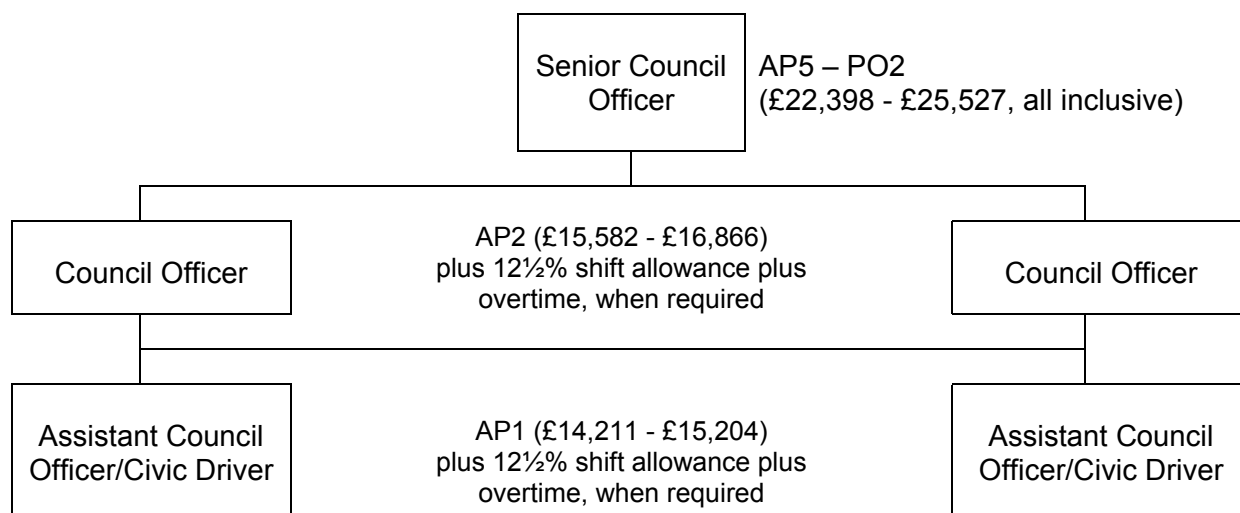 Senior Council
Officer
AP5 – PO2
(£22,398 - £25,527, all inclusive)
Council Officer
AP2 (£15,582 - £16,866)
plus 12½% shift allowance plus
overtime, when required
Council Officer
Assistant Council
Officer/Civic Driver
AP1 (£14,211 - £15,204)
plus 12½% shift allowance plus
overtime, when required
Assistant Council
Officer/Civic Driver